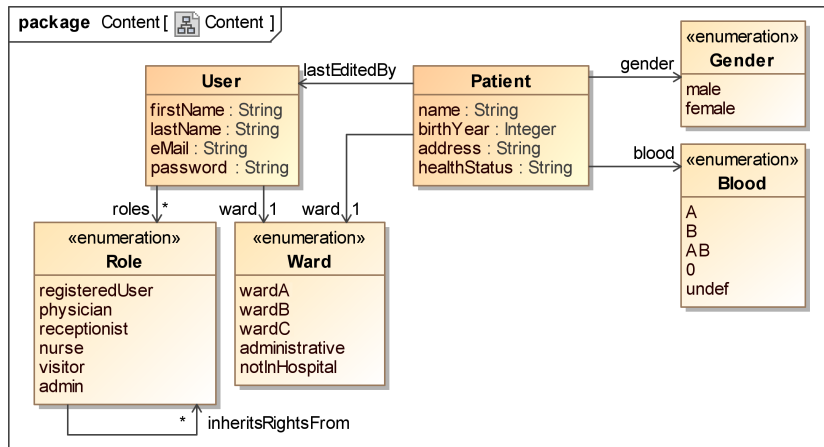 package Content [ Content ]
User
firstName : String
lastName : String
eMail : String
password : String
lastEditedBy
Patient
name : String
birthYear : Integer
address : String
healthStatus : String
gender
«enumeration»
Gender
male
female
blood
«enumeration»
Blood
A
B
AB
0
undef
roles *
ward 1
ward 1
«enumeration»
Role
registeredUser
physician
receptionist
nurse
visitor
admin
* inheritsRightsFrom
«enumeration»
Ward
wardA
wardB
wardC
administrative
notInHospital